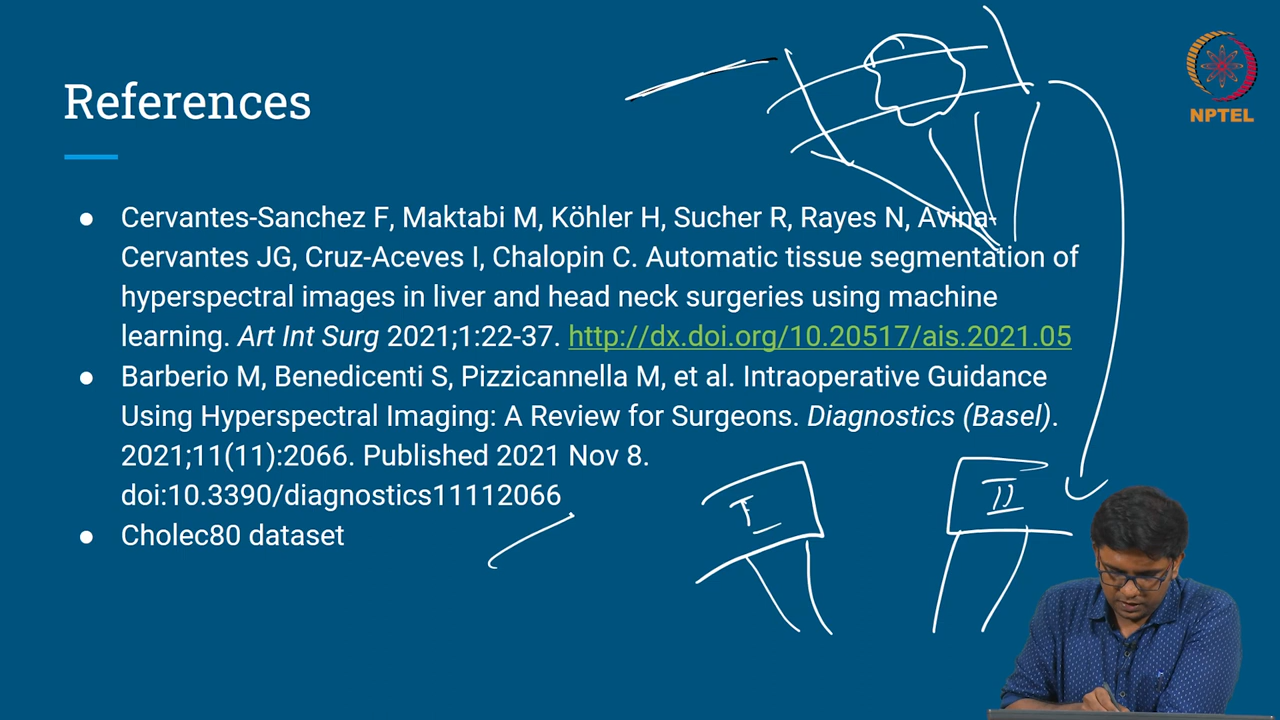 References
NPTEL
● Cervantes-Sanchez F, Maktabi M, Köhler H, Sucher R, Rayes N, Avina-
Cervantes JG, Cruz-Aceves I, Chalopin C. Automatic tissue segmentation of
hyperspectral images in liver and head neck surgeries using machine
learning. Art Int Surg 2021;1:22-37. http://dx.doi.org/10.20517/ais.2021.05
● Barberio M, Benedicenti S, Pizzicannella M, et al. Intraoperative Guidance
Using Hyperspectral Imaging: A Review for Surgeons. Diagnostics (Basel).
2021;11(11):2066. Published 2021 Nov 8.
doi:10.3390/diagnostics11112066
● Cholec80 dataset
I
II